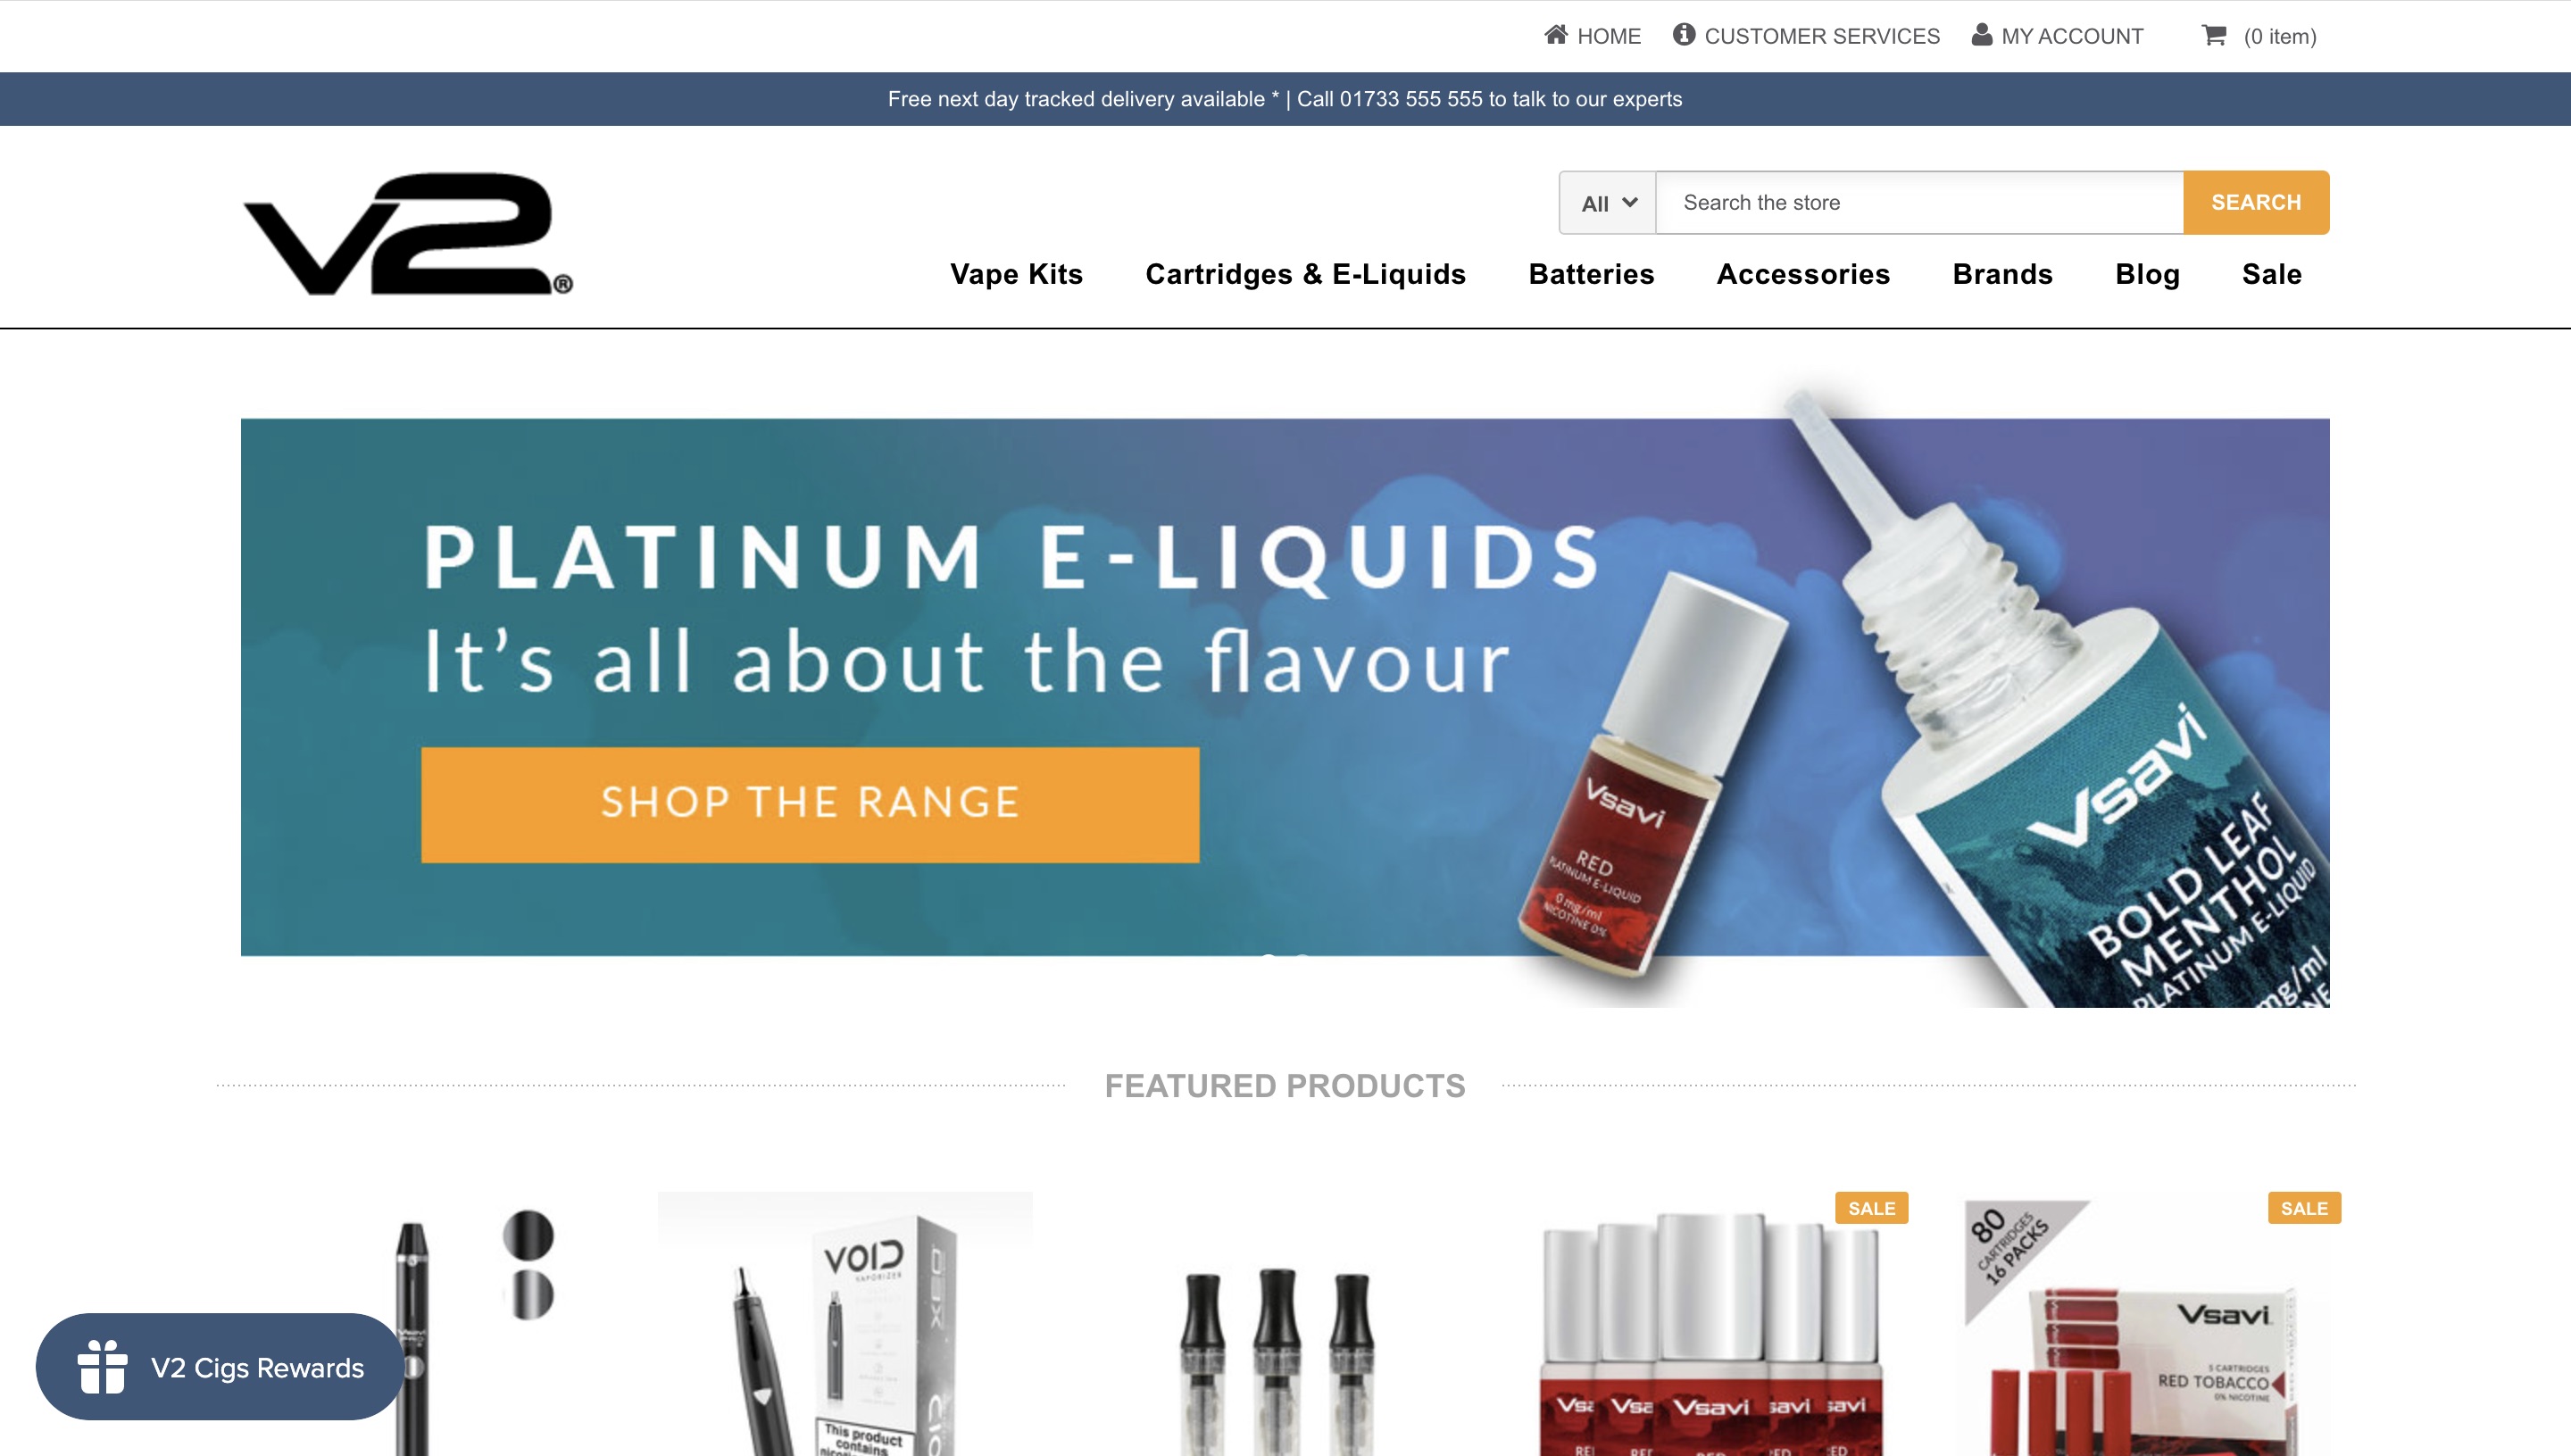 HOME CUSTOMER SERVICES MY ACCOUNT (0 item)
Free next day tracked delivery available * | Call 01733 555 555 to talk to our experts
V2®
All Search the store SEARCH
Vape Kits Cartridges & E-Liquids Batteries Accessories Brands Blog Sale
PLATINUM E-LIQUIDS
It's all about the flavour
SHOP THE RANGE
Vsavi
RED
PLATINUM E-LIQUID
0 mg/ml
NICOTINE 0%
Vsavi
BOLD LEAF
MENTHOL
PLATINUM E-LIQUID
mg/ml
FEATURED PRODUCTS
VOID
VAPORIZER
This product
contains
SALE
Vsavi
RED
SALE
80
CARTRIDGES
16 PACKS
Vsavi
5 CARTRIDGES
RED TOBACCO
0% NICOTINE
V2 Cigs Rewards